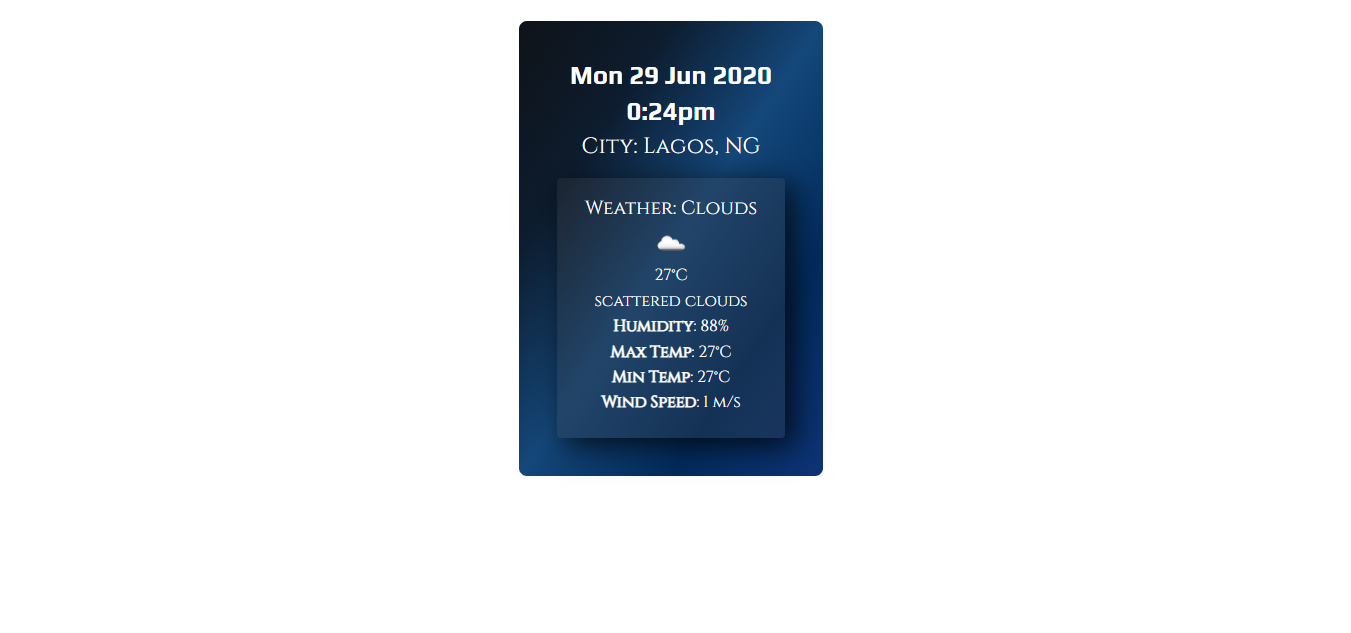 Mon 29 Jun 2020
0:24pm
City: Lagos, NG
Weather: Clouds
27°C
scattered clouds
Humidity: 88%
Max Temp: 27°C
Min Temp: 27°C
Wind Speed: 1 m/s